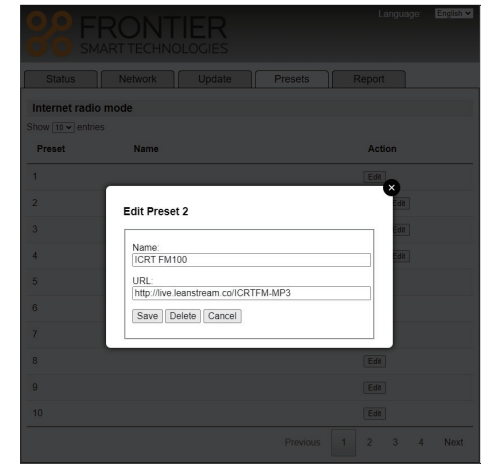 Language: English
FRONTIER
SMART TECHNOLOGIES
Status Network Update Presets Report
Internet radio mode
Show 10 entries
Preset Name Action
1 Edit
2 Edit
3 Edit
4 Edit
5
6
7
8 Edit
9 Edit
10 Edit
Edit Preset 2
Name:
ICRT FM100
URL:
http://live.leanstream.co/ICRTFM-MP3
Save Delete Cancel
Previous 1 2 3 4 Next